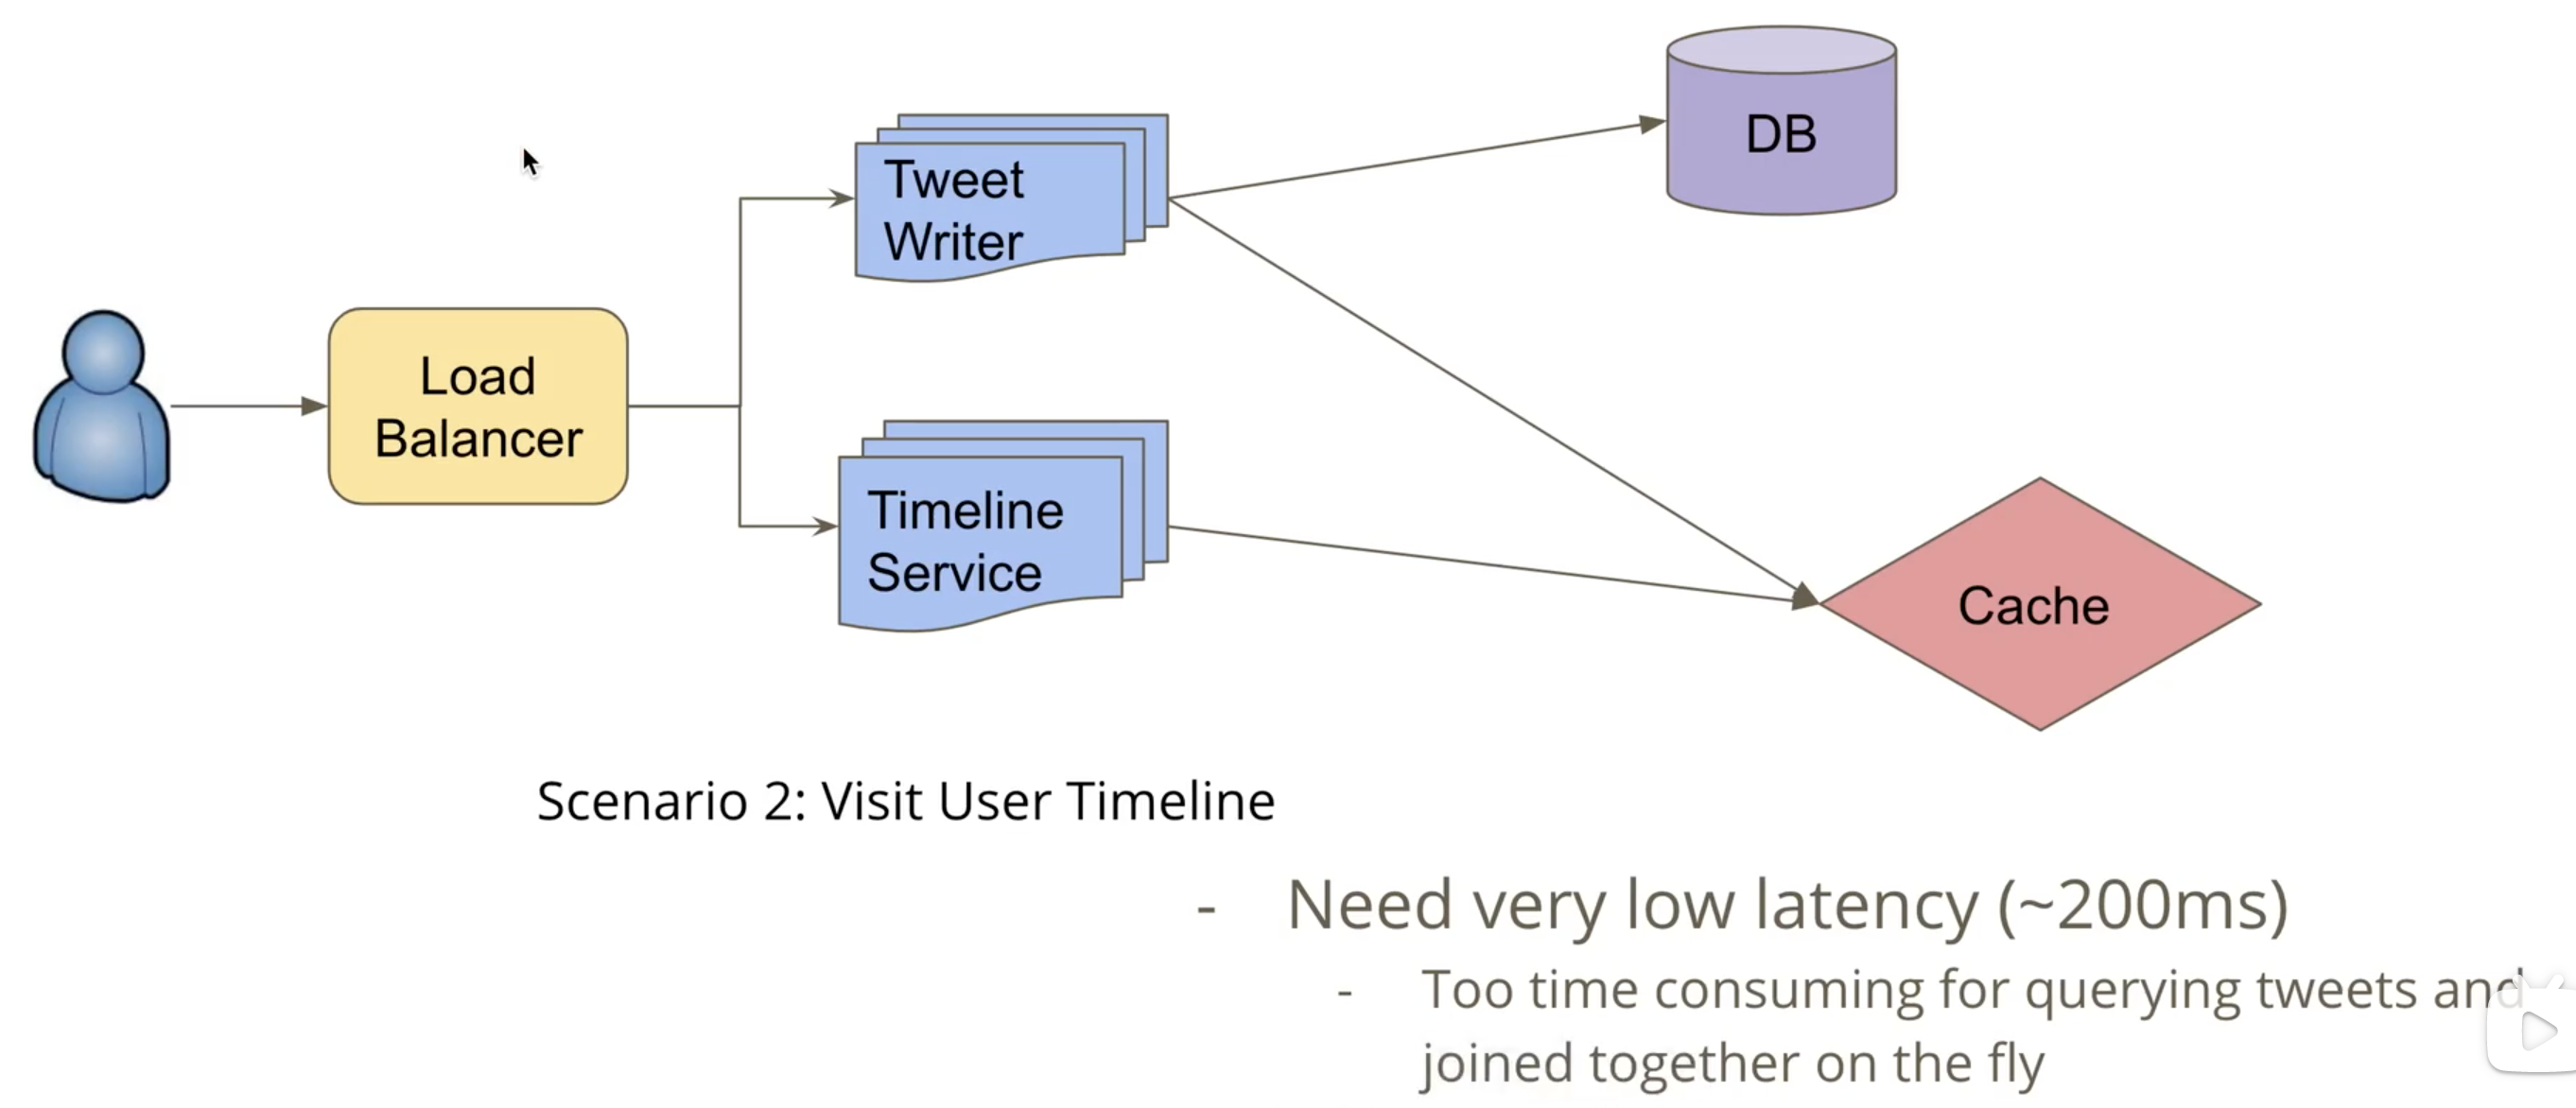 DB
Tweet
Writer
Load
Balancer
Timeline
Service
Cache
Scenario 2: Visit User Timeline
- Need very low latency (~200ms)
- Too time consuming for querying tweets and
joined together on the fly